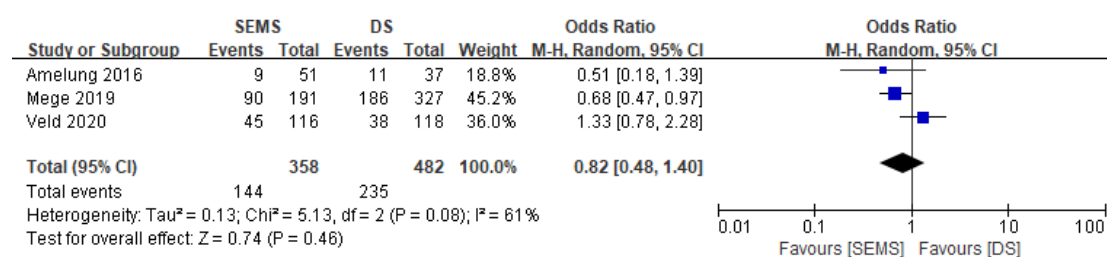 SEMS DS Odds Ratio Odds Ratio
Study or Subgroup Events Total Events Total Weight M-H, Random, 95% CI M-H, Random, 95% CI
Amelung 2016 9 51 11 37 18.8% 0.51 [0.18, 1.39]
Mege 2019 90 191 186 327 45.2% 0.68 [0.47, 0.97]
Veld 2020 45 116 38 118 36.0% 1.33 [0.78, 2.28]
Total (95% CI) 358 482 100.0% 0.82 [0.48, 1.40]
Total events 144 235
Heterogeneity: Tau² = 0.13; Chi² = 5.13, df = 2 (P = 0.08); I² = 61%
Test for overall effect: Z = 0.74 (P = 0.46)
0.01 0.1 1 10 100
Favours [SEMS] Favours [DS]